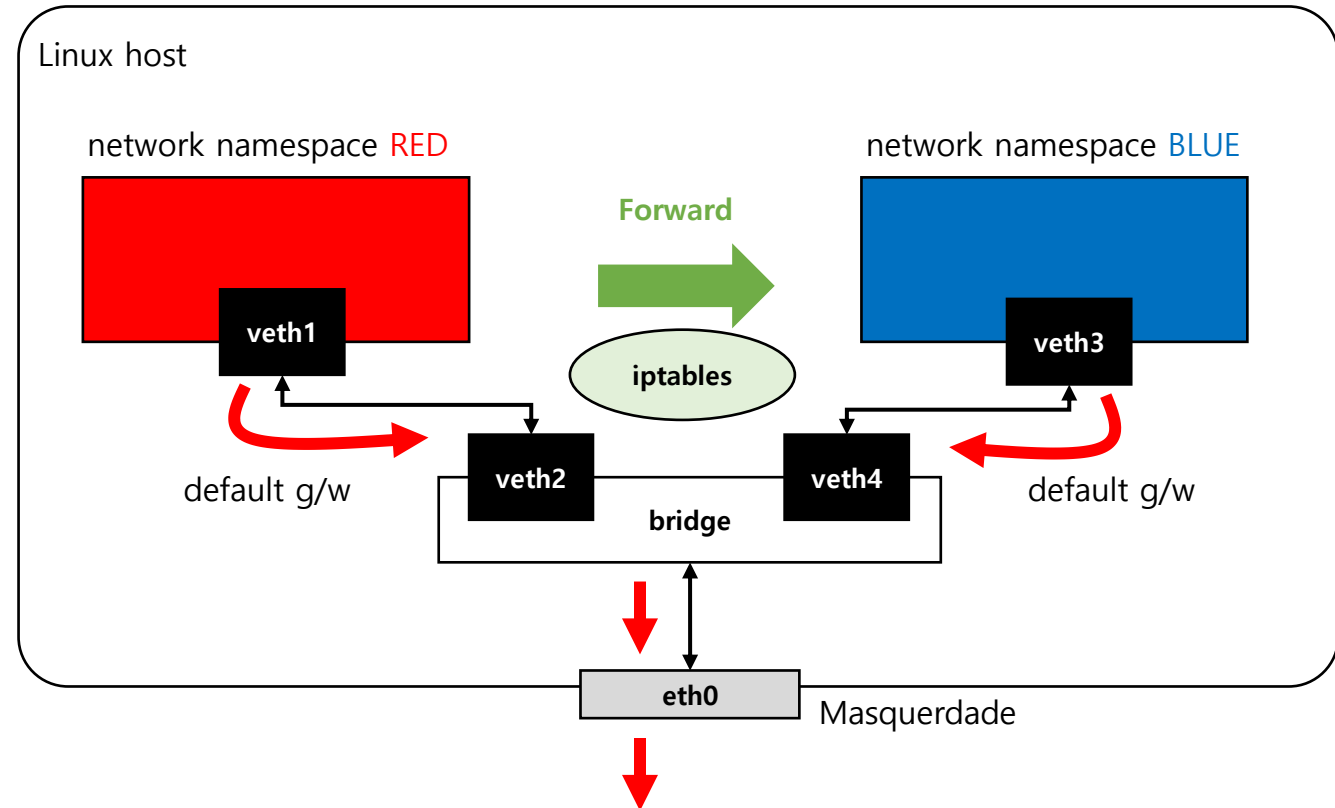 Linux host
network namespace RED
network namespace BLUE
Forward
veth1
veth3
iptables
veth2
veth4
default g/w
default g/w
bridge
eth0
Masquerdade